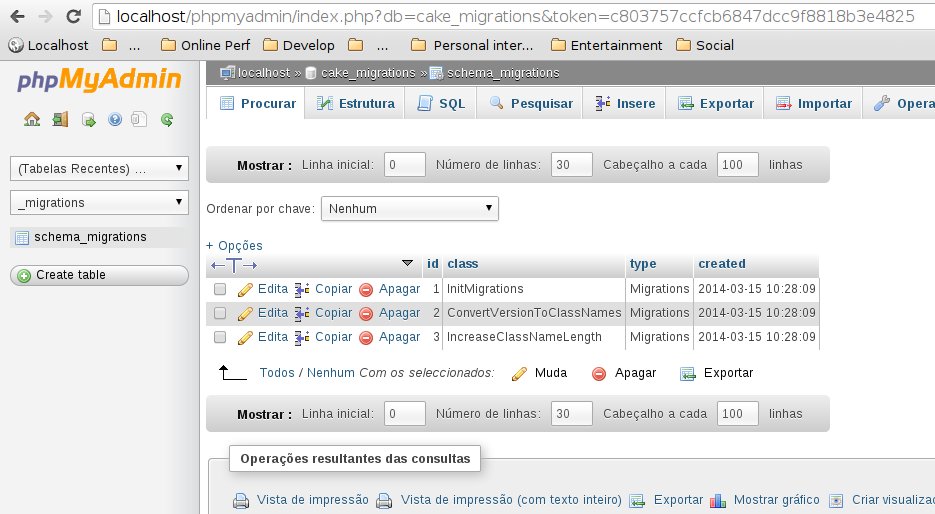 localhost/phpmyadmin/index.php?db=cake_migrations&token=c803757ccfcb6847dcc9f8818b3e4825
Localhost ... Online Perf Develop ... Personal inter... Entertainment Social
phpMyAdmin
localhost » cake_migrations » schema_migrations
Procurar Estrutura SQL Pesquisar Insere Exportar Importar Opera
(Tabelas Recentes) ...
_migrations
schema_migrations
Create table
Mostrar : Linha inicial: 0 Número de linhas: 30 Cabeçalho a cada 100 linhas
Ordenar por chave: Nenhum
+ Opções
←T→ id class type created
Edita Copiar Apagar 1 InitMigrations Migrations 2014-03-15 10:28:09
Edita Copiar Apagar 2 ConvertVersionToClassNames Migrations 2014-03-15 10:28:09
Edita Copiar Apagar 3 IncreaseClassNameLength Migrations 2014-03-15 10:28:09
Todos / Nenhum Com os seleccionados: Muda Apagar Exportar
Mostrar : Linha inicial: 0 Número de linhas: 30 Cabeçalho a cada 100 linhas
Operações resultantes das consultas
Vista de impressão Vista de impressão (com texto inteiro) Exportar Mostrar gráfico Criar visualiza